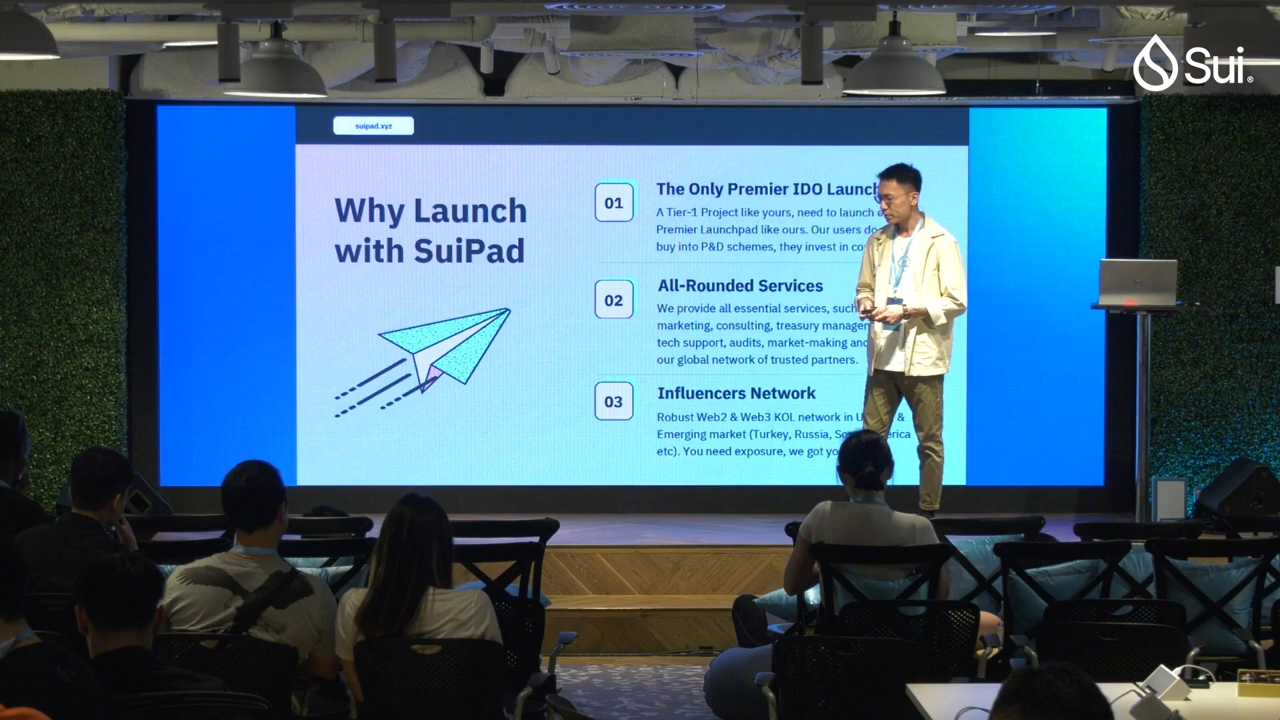 Sui®
suipad.xyz
Why Launch
with SuiPad
01
The Only Premier IDO Launch
A Tier-1 Project like yours, need to launch
Premier Launchpad like ours. Our users
buy into P&D schemes, they invest in
02
All-Rounded Services
We provide all essential services, such
marketing, consulting, treasury
tech support, audits, market-making and
our global network of trusted partners.
03
Influencers Network
Robust Web2 & Web3 KOL network in &
Emerging market (Turkey, Russia,
etc). You need exposure, we got